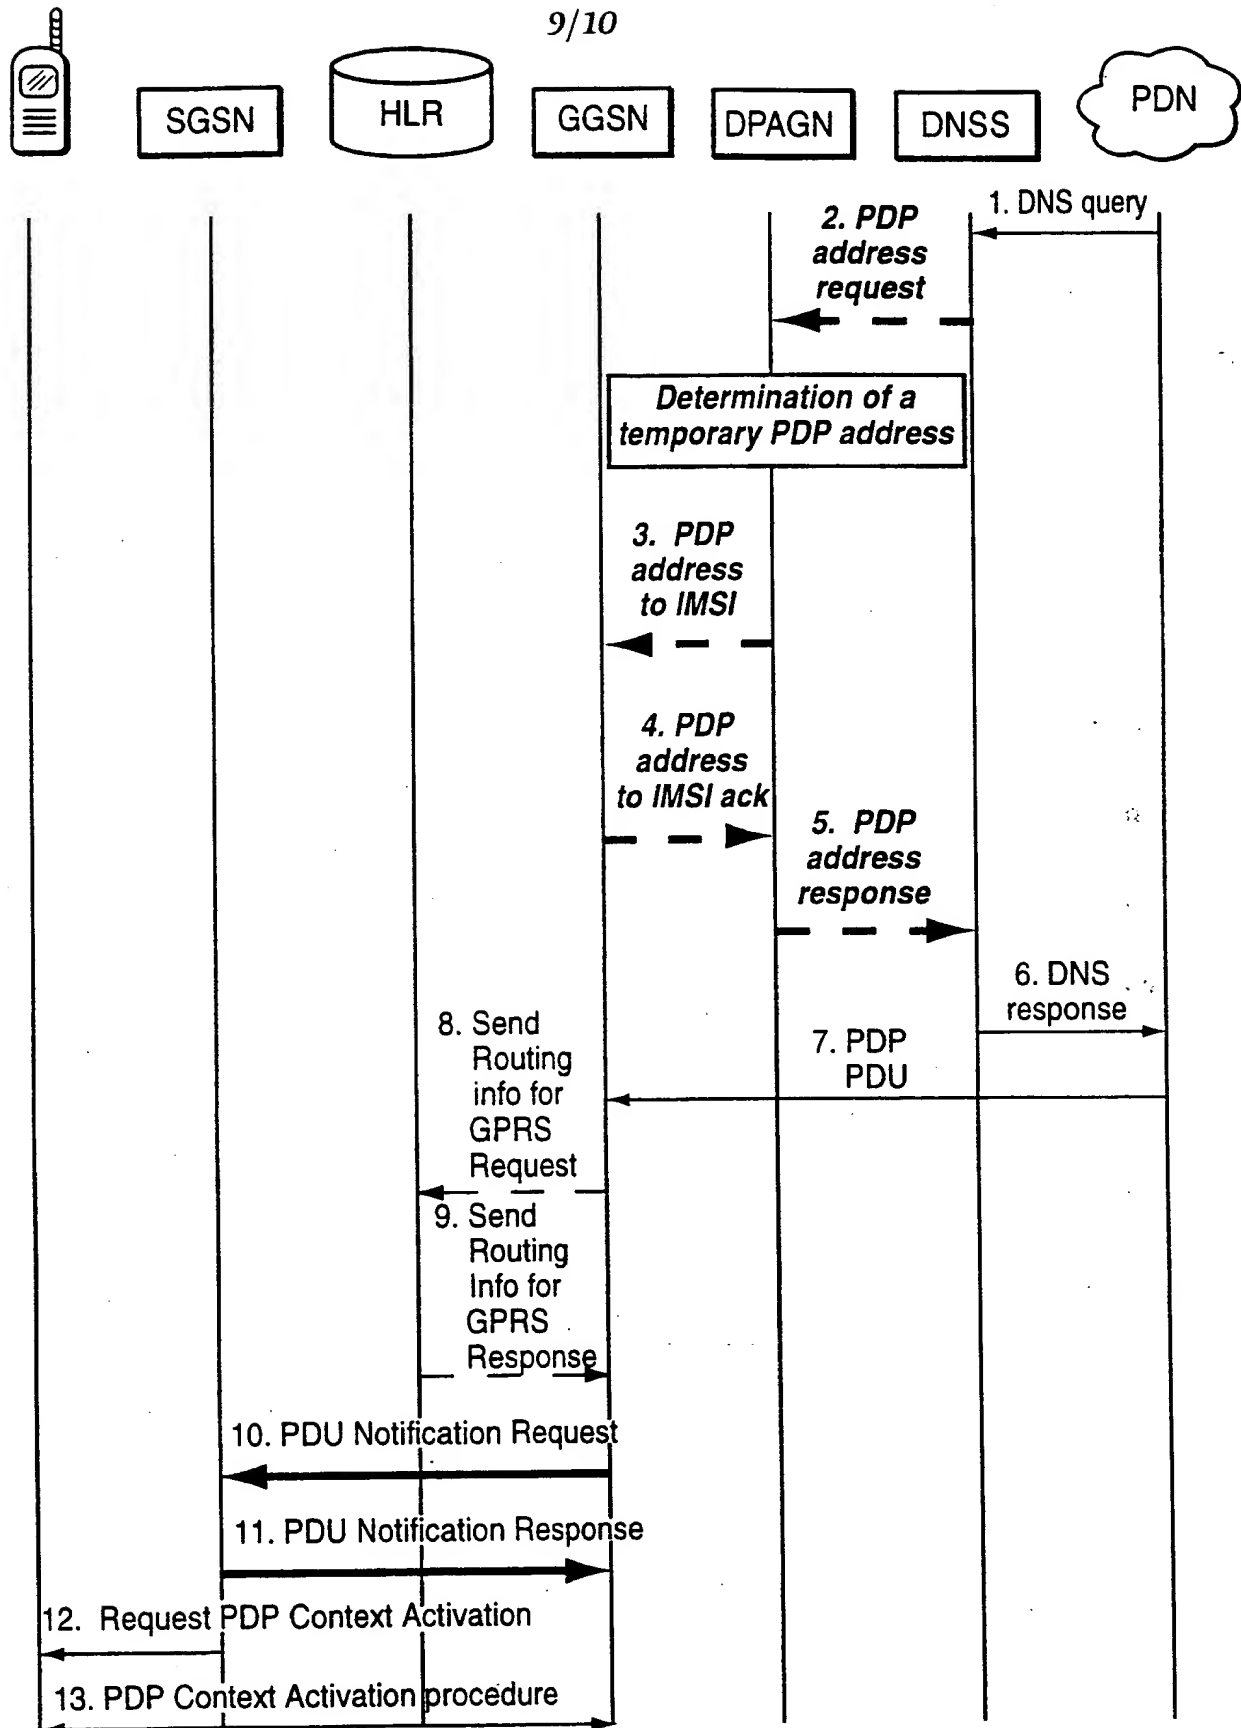 9/10
SGSN
HLR
GGSN
DPAGN
DNSS
PDN
1. DNS query
2. PDP
address
request
Determination of a
temporary PDP address
3. PDP
address
to IMSI
4. PDP
address
to IMSI ack
5. PDP
address
response
6. DNS
response
7. PDP
PDU
8. Send
Routing
info for
GPRS
Request
9. Send
Routing
Info for
GPRS
Response
10. PDU Notification Request
11. PDU Notification Response
12. Request PDP Context Activation
13. PDP Context Activation procedure